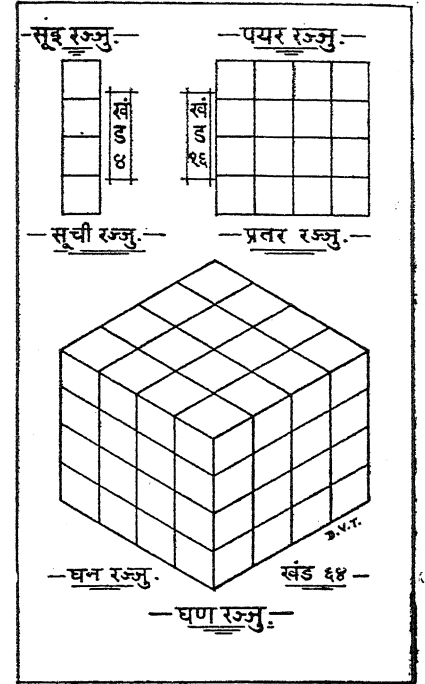 सूइ रज्जु.
पयर रज्जु.
खंड ४
खंड १६
सूची रज्जु.
प्रतर रज्जु.
D.V.T.
घन रज्जु.
खंड ६४
घण रज्जु.